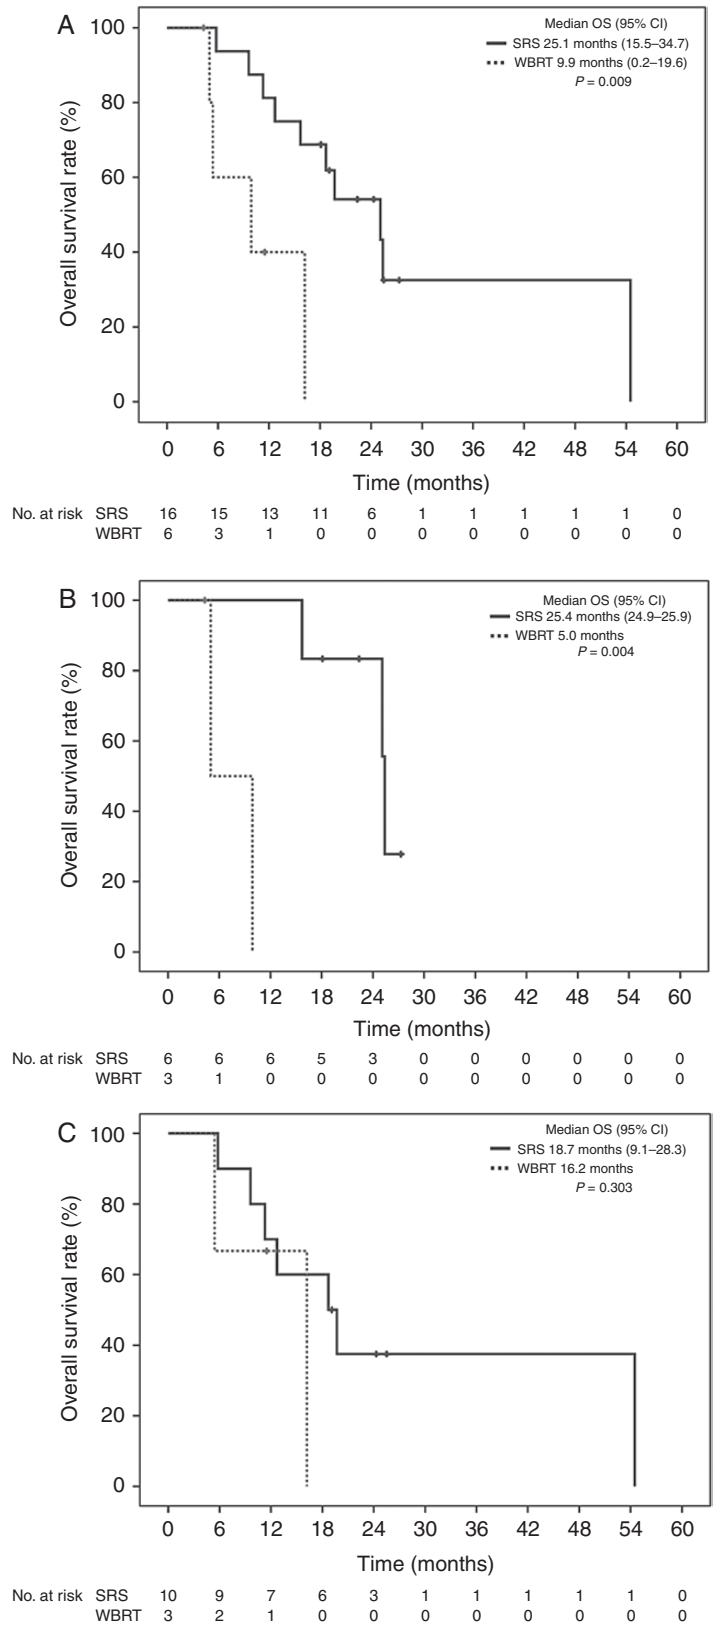 A
Median OS (95% CI)
SRS 25.1 months (15.5–34.7)
WBRT 9.9 months (0.2–19.6)
P = 0.009
Overall survival rate (%)
100
80
60
40
20
0
0 6 12 18 24 30 36 42 48 54 60
Time (months)
No. at risk SRS 16 15 13 11 6 1 1 1 1 1 0
WBRT 6 3 1 0 0 0 0 0 0 0 0
B
Median OS (95% CI)
SRS 25.4 months (24.9–25.9)
WBRT 5.0 months
P = 0.004
Overall survival rate (%)
100
80
60
40
20
0
0 6 12 18 24 30 36 42 48 54 60
Time (months)
No. at risk SRS 6 6 6 5 3 0 0 0 0 0 0
WBRT 3 1 0 0 0 0 0 0 0 0 0
C
Median OS (95% CI)
SRS 18.7 months (9.1–28.3)
WBRT 16.2 months
P = 0.303
Overall survival rate (%)
100
80
60
40
20
0
0 6 12 18 24 30 36 42 48 54 60
Time (months)
No. at risk SRS 10 9 7 6 3 1 1 1 1 1 0
WBRT 3 2 1 0 0 0 0 0 0 0 0